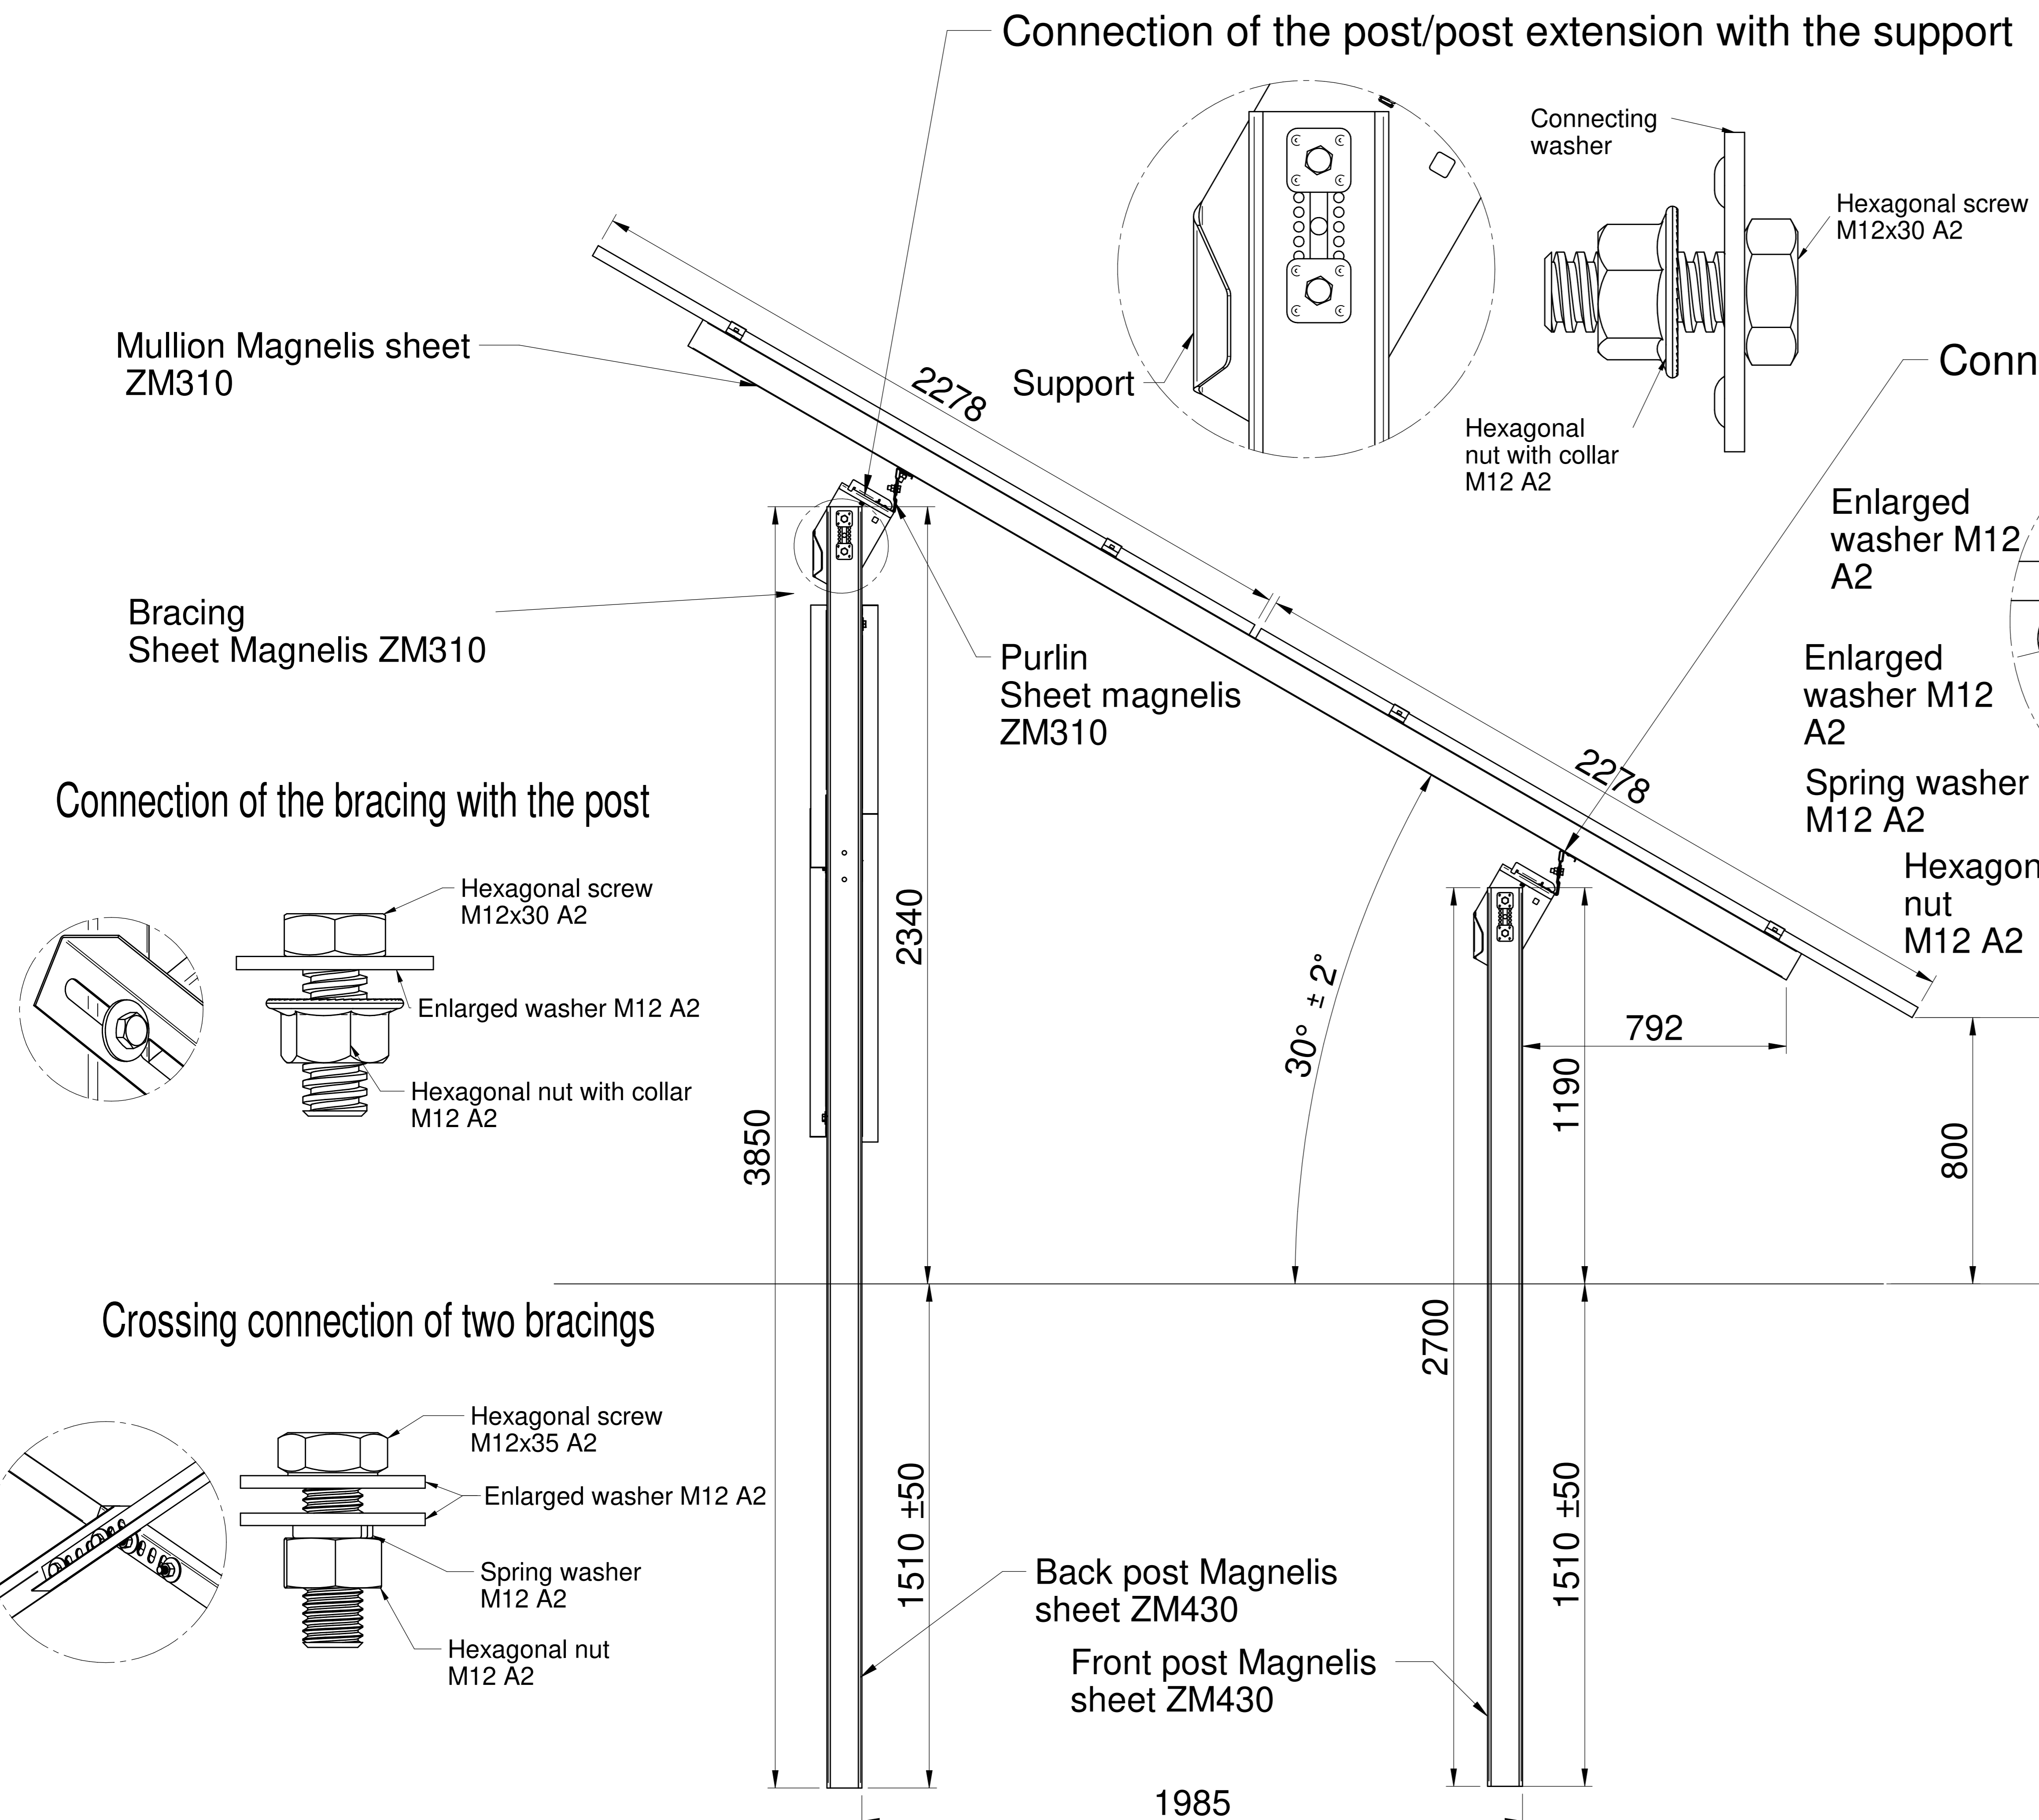 Connection of the post/post extension with the support
Connecting
washer
Hexagonal screw
M12x30 A2
Mullion Magnelis sheet
ZM310
2278
Support
Hexagonal
nut with collar
M12 A2
Conn
Enlarged
washer M12
A2
Bracing
Sheet Magnelis ZM310
Purlin
Sheet magnelis
ZM310
Enlarged
washer M12
A2
2278
Spring washer
M12 A2
Hexagon
nut
M12 A2
Connection of the bracing with the post
Hexagonal screw
M12x30 A2
Enlarged washer M12 A2
Hexagonal nut with collar
M12 A2
3850
2340
30° ± 2°
792
1190
800
Crossing connection of two bracings
Hexagonal screw
M12x35 A2
Enlarged washer M12 A2
Spring washer
M12 A2
Hexagonal nut
M12 A2
2700
1510 ±50
1510 ±50
Back post Magnelis
sheet ZM430
Front post Magnelis
sheet ZM430
1985